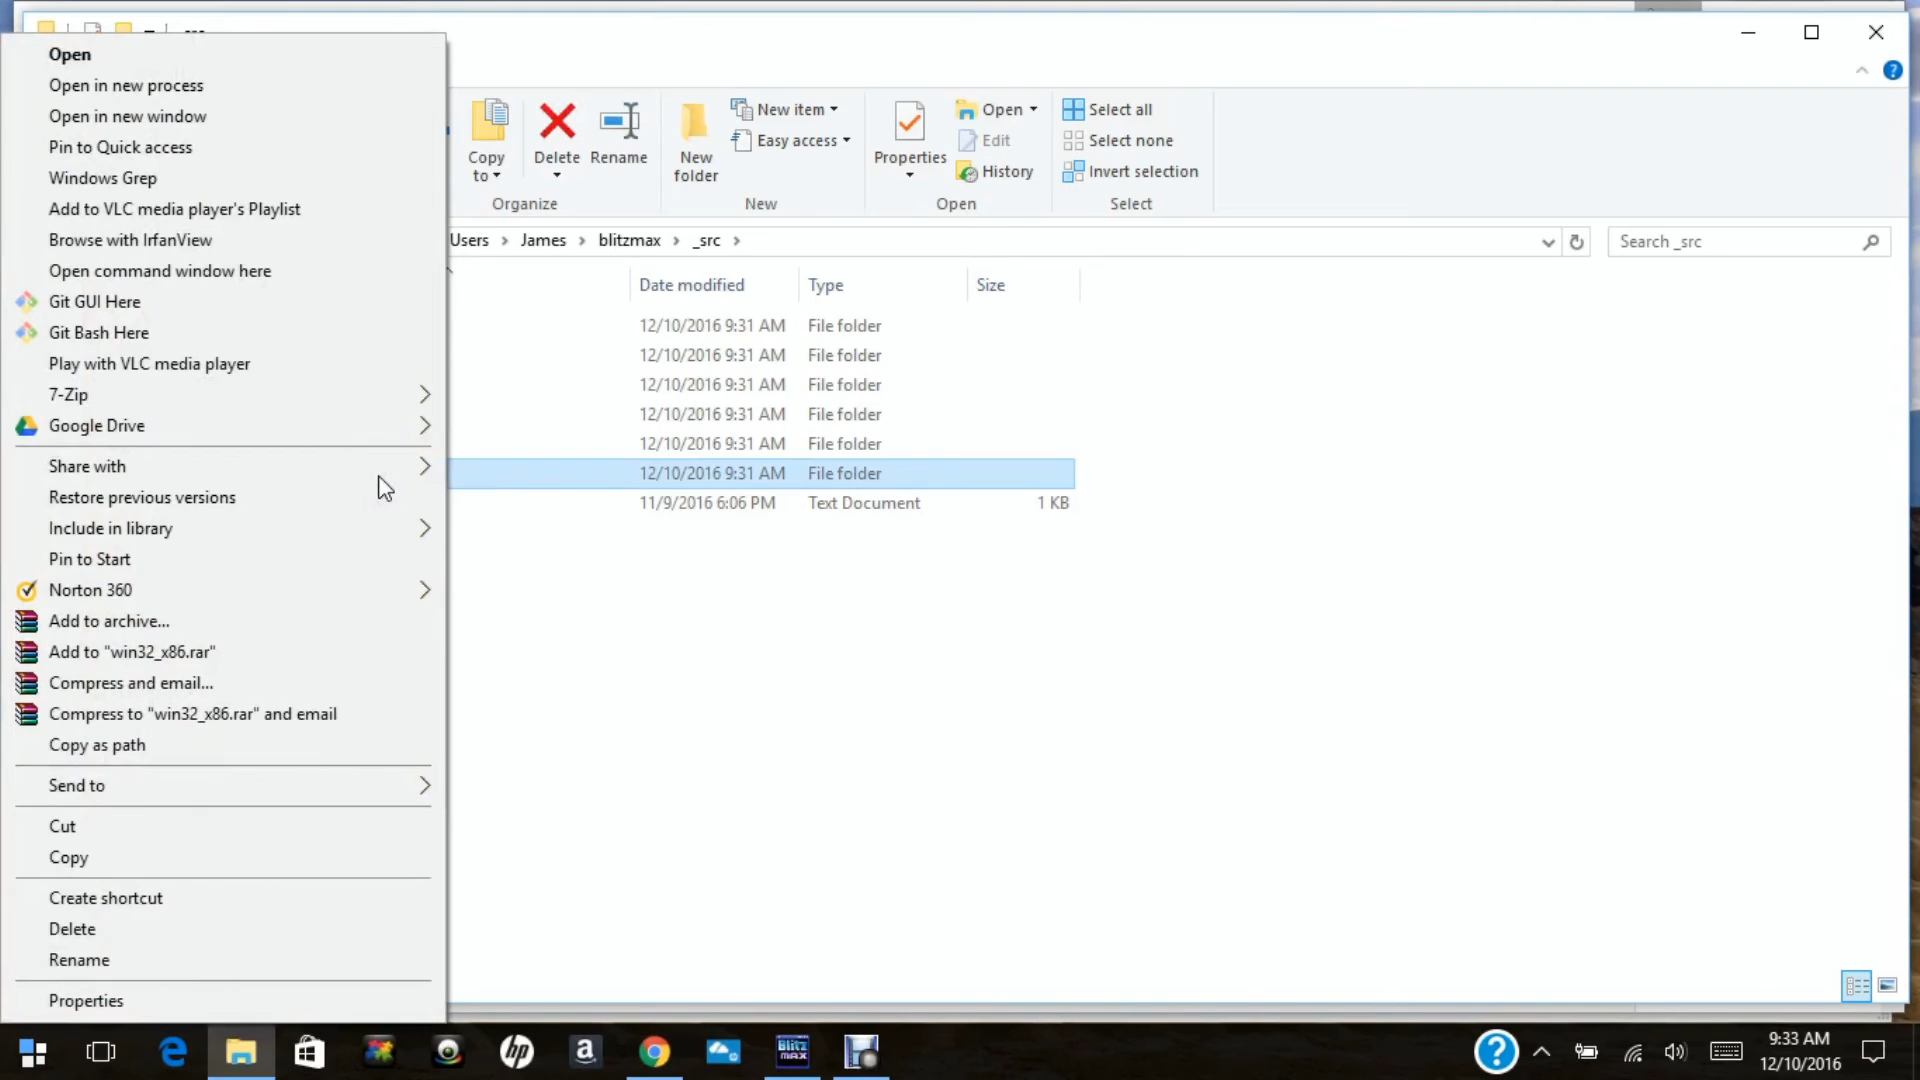 Open
Open in new process
Open in new window
Pin to Quick access
Windows Grep
Add to VLC media player's Playlist
Browse with IrfanView
Open command window here
Git GUI Here
Git Bash Here
Play with VLC media player
7-Zip
Google Drive
Share with
Restore previous versions
Include in library
Pin to Start
Norton 360
Add to archive...
Add to "win32_x86.rar"
Compress and email...
Compress to "win32_x86.rar" and email
Copy as path
Send to
Cut
Copy
Create shortcut
Delete
Rename
Properties
Copy to
Delete
Rename
Organize
New folder
New item
Easy access
New
Properties
Open
Edit
History
Open
Select all
Select none
Invert selection
Select
Users > James > blitzmax > _src >
Search _src
Date modified Type Size
12/10/2016 9:31 AM File folder
12/10/2016 9:31 AM File folder
12/10/2016 9:31 AM File folder
12/10/2016 9:31 AM File folder
12/10/2016 9:31 AM File folder
12/10/2016 9:31 AM File folder
11/9/2016 6:06 PM Text Document 1 KB
hp
a
Blitz
MAX
9:33 AM
12/10/2016